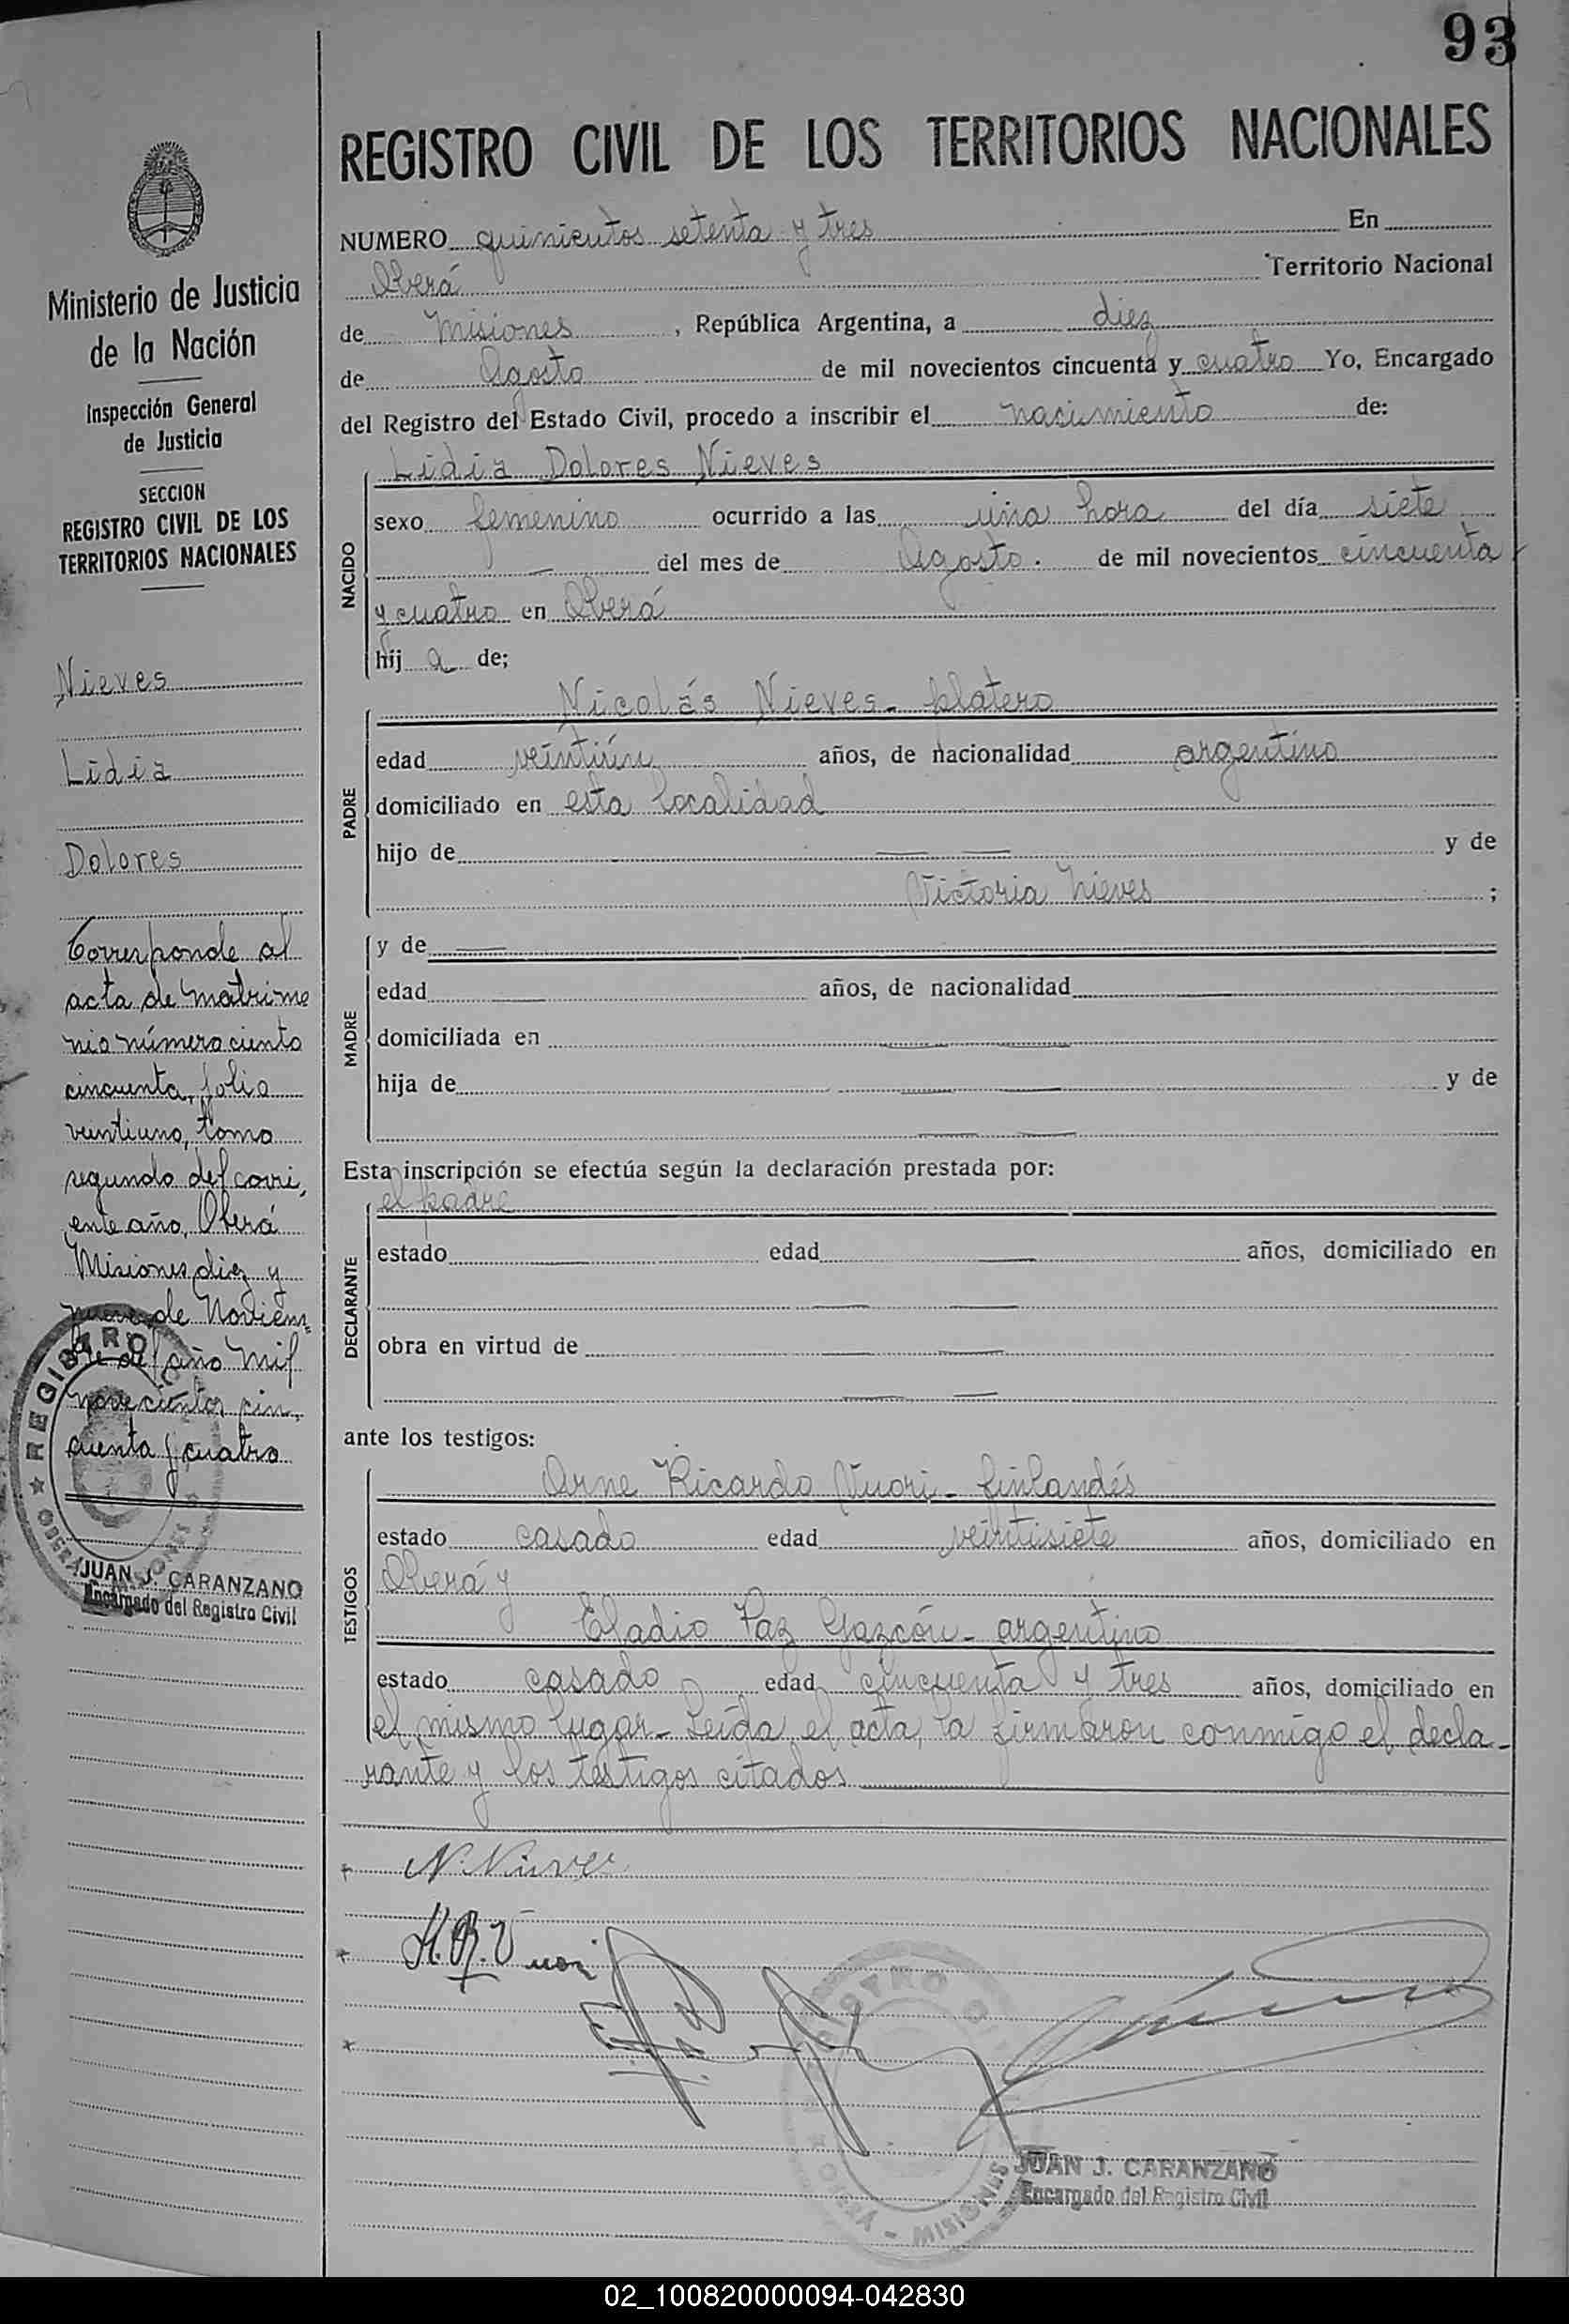 93
REGISTRO CIVIL DE LOS TERRITORIOS NACIONALES
Ministerio de Justicia
de la Nación
Inspección General
de Justicia
SECCION
REGISTRO CIVIL DE LOS
TERRITORIOS NACIONALES
Nieves
Lidia
Dolores
Corresponde al
acta de matrimo
nio número ciento
cincuenta, folio
veintiuno, tomo
segundo del corri,
ente año, Oberá
Misiones, diez y
nueve de Noviem=
bre del año mil
novecientos cin,
cuenta y cuatro
REGISTRO
OBERÁ MISIONES
JUAN J. CARANZANO
Encargado del Registro Civil
NUMERO quinientos setenta y tres En
Oberá Territorio Nacional
de Misiones , República Argentina, a diez
de Agosto de mil novecientos cincuenta y cuatro Yo, Encargado
del Registro del Estado Civil, procedo a inscribir el nacimiento de:
NACIDO
Lidia Dolores Nieves
sexo femenino ocurrido a las una hora del día siete
del mes de Agosto. de mil novecientos cincuenta
y cuatro en Oberá
hij a de;
PADRE
Nicolás Nieves - platero
edad veintiún años, de nacionalidad argentino
domiciliado en esta localidad
hijo de y de
Victoria Nieves ;
MADRE
y de
edad años, de nacionalidad
domiciliada en
hija de y de
Esta inscripción se efectúa según la declaración prestada por:
DECLARANTE
el padre
estado edad años, domiciliado en
obra en virtud de
ante los testigos:
TESTIGOS
Arne Ricardo Vuori - finlandés
estado casado edad veintisiete años, domiciliado en
Oberá y
Eladio Paz Gazcón - argentino
estado casado edad cincuenta y tres años, domiciliado en
el mismo lugar - Leída el acta, la firmaron conmigo el decla-
rante y los testigos citados
N. Nieves
REGISTRO
OBERÁ - MISIONES
JUAN J. CARANZANO
Encargado del Registro Civil
02_100820000094-042830